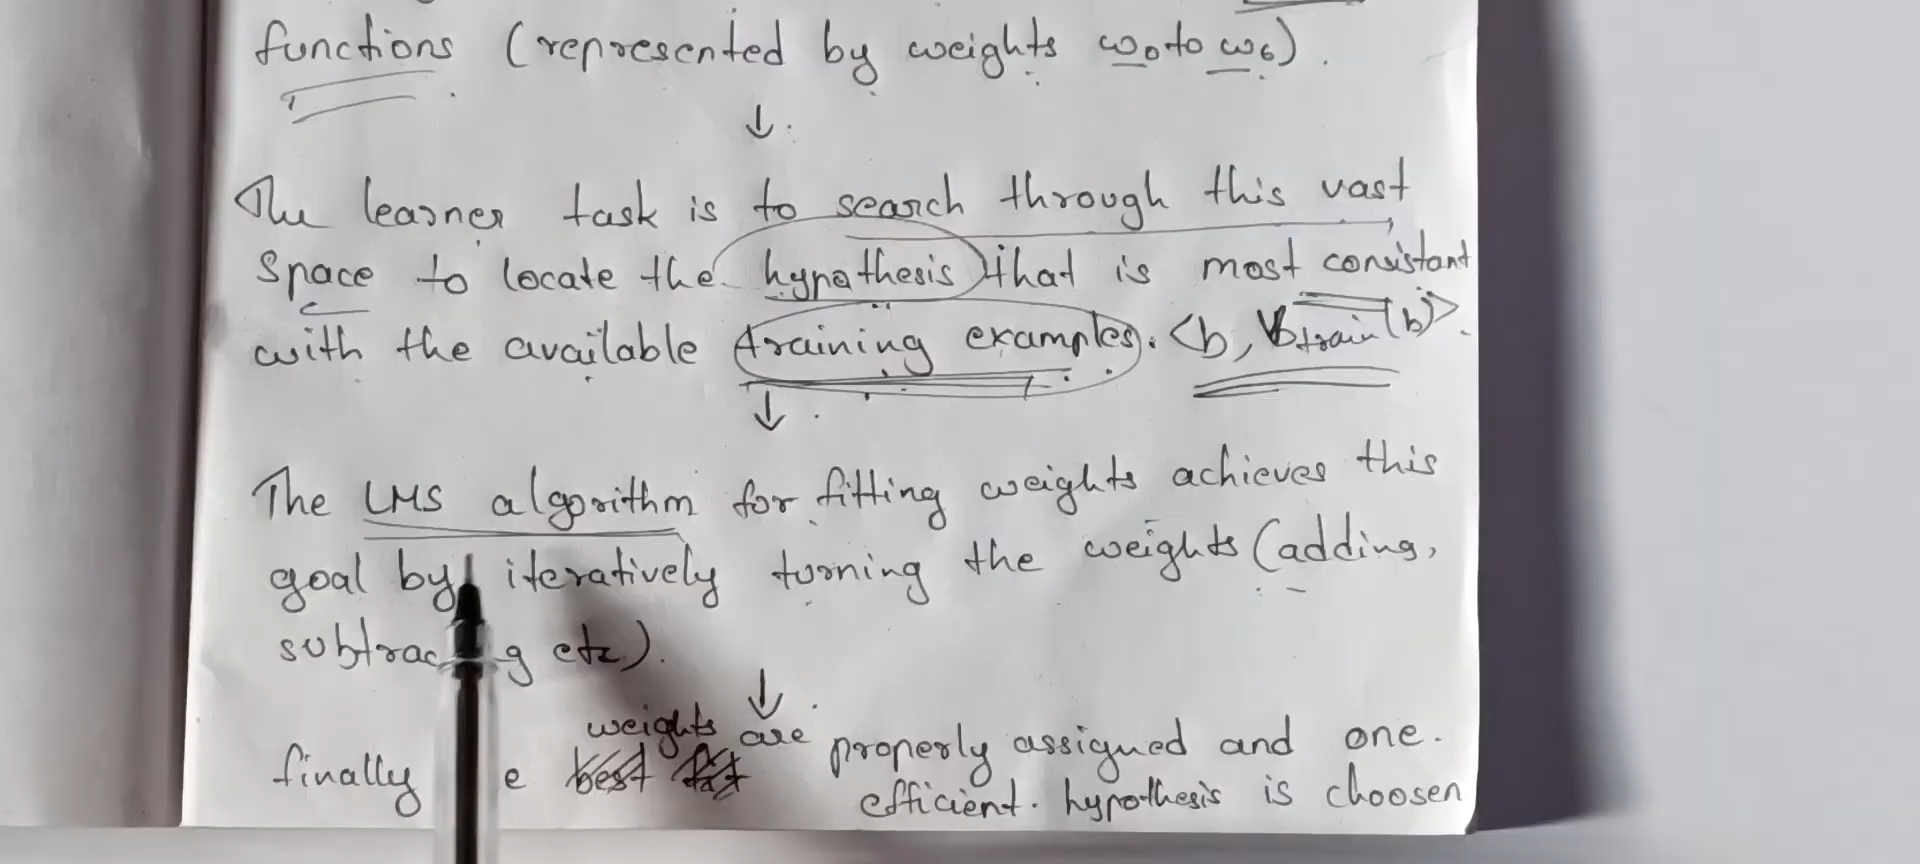 functions (represented by weights w0 to w6).
↓.
The learner task is to search through this vast
space to locate the hypothesis that is most consistant
with the available training examples. <b, Vtrain(b)>.
↓.
The LMS algorithm for fitting weights achieves this
goal by iteratively turning the weights (adding,
etc).
↓.
weights are properly assigned and one.
finally
efficient. hypothesis is choosen